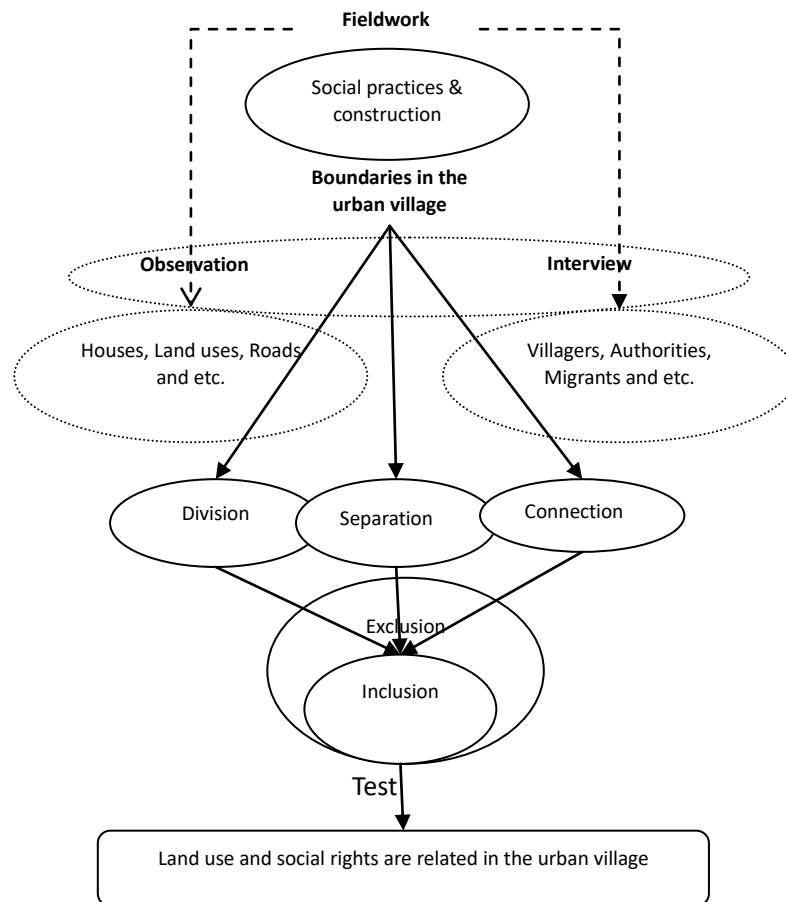 Fieldwork
Social practices &
construction
Boundaries in the
urban village
Observation
Interview
Houses, Land uses, Roads
and etc.
Villagers, Authorities,
Migrants and etc.
Division
Separation
Connection
Exclusion
Inclusion
Test
Land use and social rights are related in the urban village